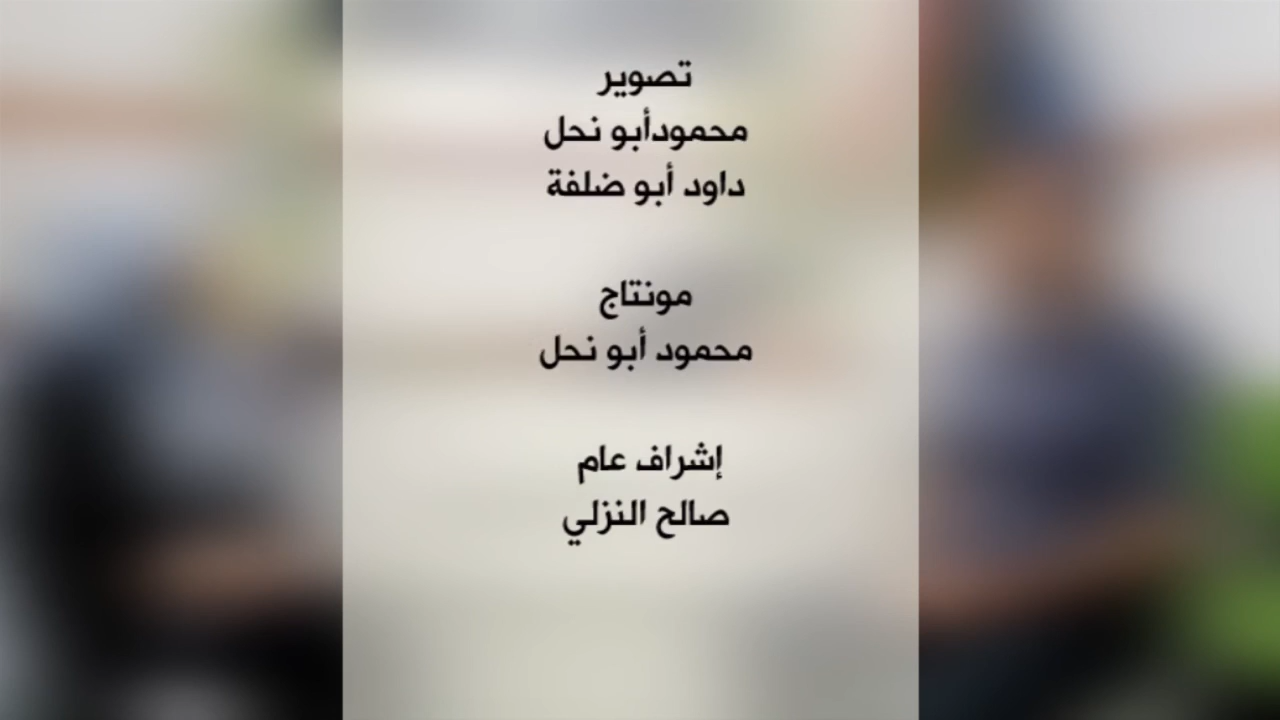 تصوير
محمودأبو نحل
داود أبو ضلفة
مونتاج
محمود أبو نحل
إشراف عام
صالح النزلي